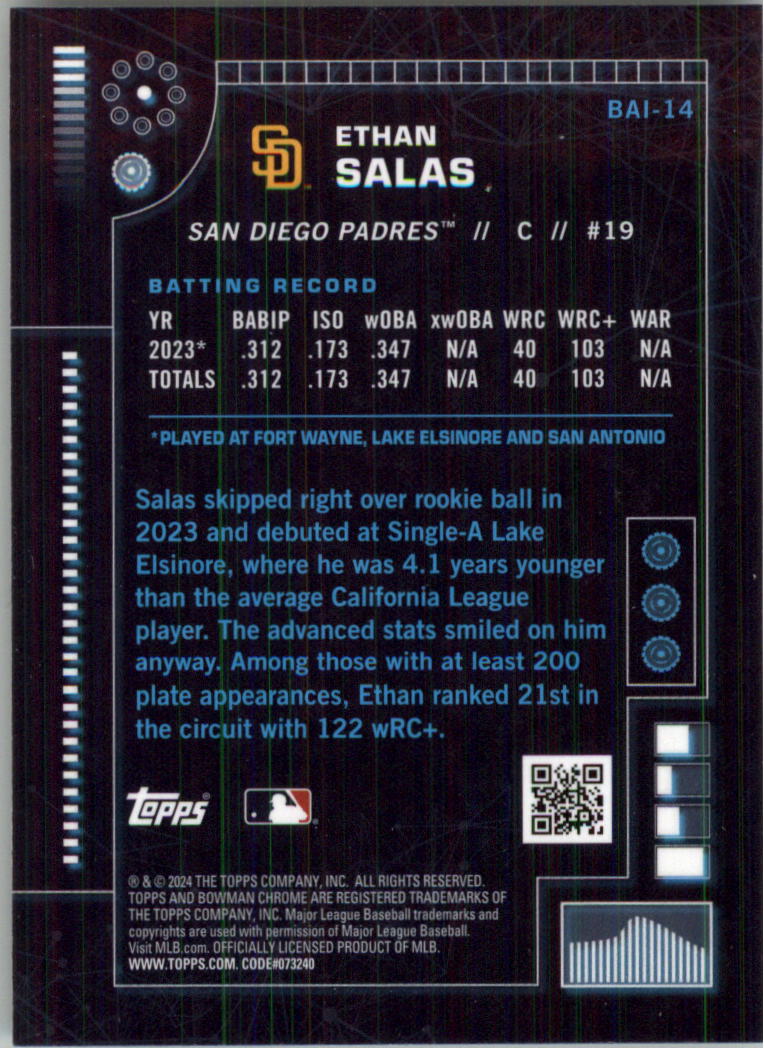 BAI-14
SD
ETHAN
SALAS
SAN DIEGO PADRES™ // C // #19
BATTING RECORD
YR BABIP ISO wOBA xwOBA WRC WRC+ WAR
2023* .312 .173 .347 N/A 40 103 N/A
TOTALS .312 .173 .347 N/A 40 103 N/A
*PLAYED AT FORT WAYNE, LAKE ELSINORE AND SAN ANTONIO
Salas skipped right over rookie ball in
2023 and debuted at Single-A Lake
Elsinore, where he was 4.1 years younger
than the average California League
player. The advanced stats smiled on him
anyway. Among those with at least 200
plate appearances, Ethan ranked 21st in
the circuit with 122 wRC+.
Topps®
® & © 2024 THE TOPPS COMPANY, INC. ALL RIGHTS RESERVED.
TOPPS AND BOWMAN CHROME ARE REGISTERED TRADEMARKS OF
THE TOPPS COMPANY, INC. Major League Baseball trademarks and
copyrights are used with permission of Major League Baseball.
Visit MLB.com. OFFICIALLY LICENSED PRODUCT OF MLB.
WWW.TOPPS.COM. CODE#073240